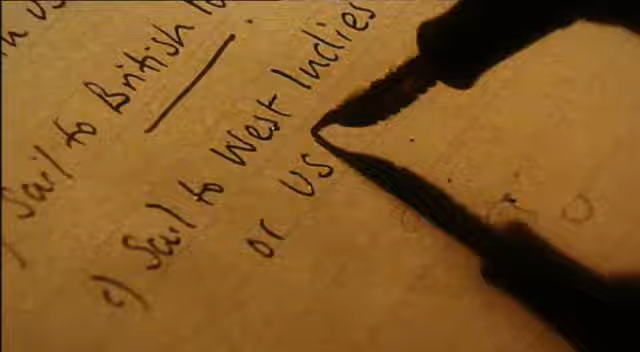 Sail to British
c) Sail to West Indies
or US